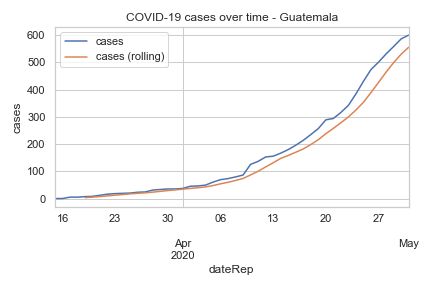 COVID-19 cases over time - Guatemala
cases
cases (rolling)
600
500
400
300
200
100
0
cases
16 23 30 06 13 20 27
Apr May
2020
dateRep